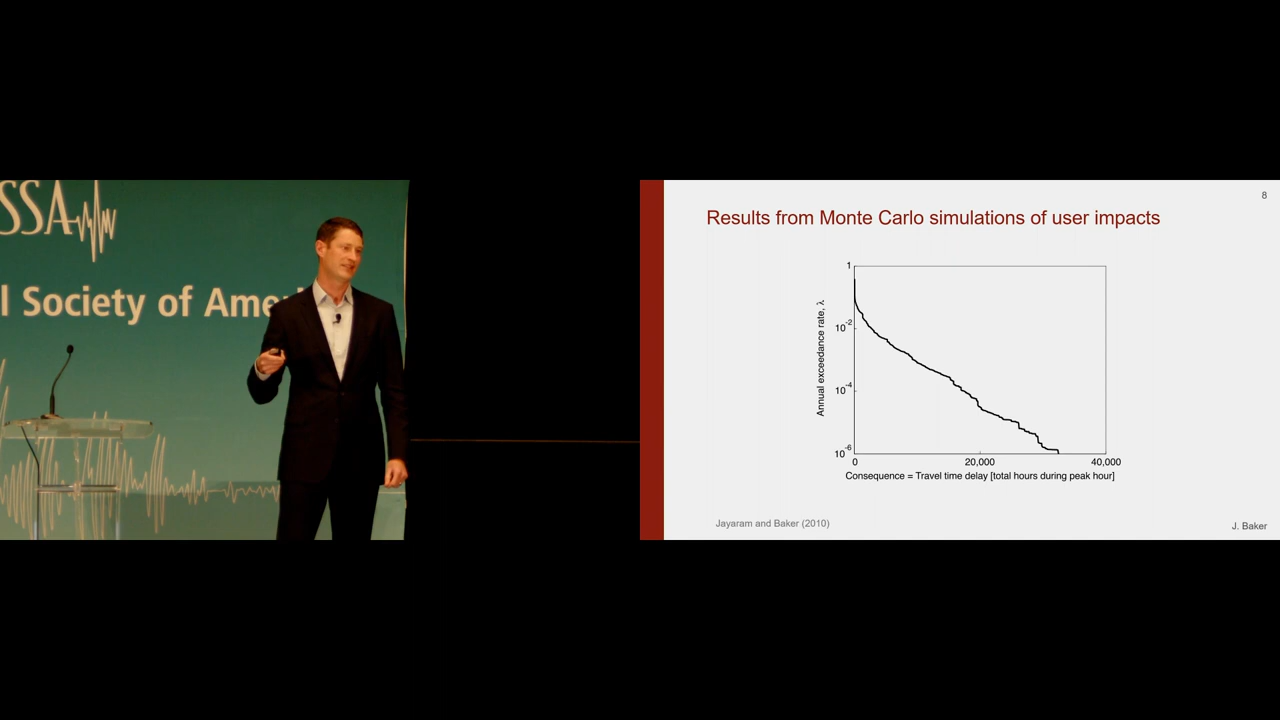 SSA
l Society of Ame
8
Results from Monte Carlo simulations of user impacts
1
10-2
10-4
10-6
Annual exceedance rate, λ
0
20,000
40,000
Consequence = Travel time delay [total hours during peak hour]
Jayaram and Baker (2010)
J. Baker